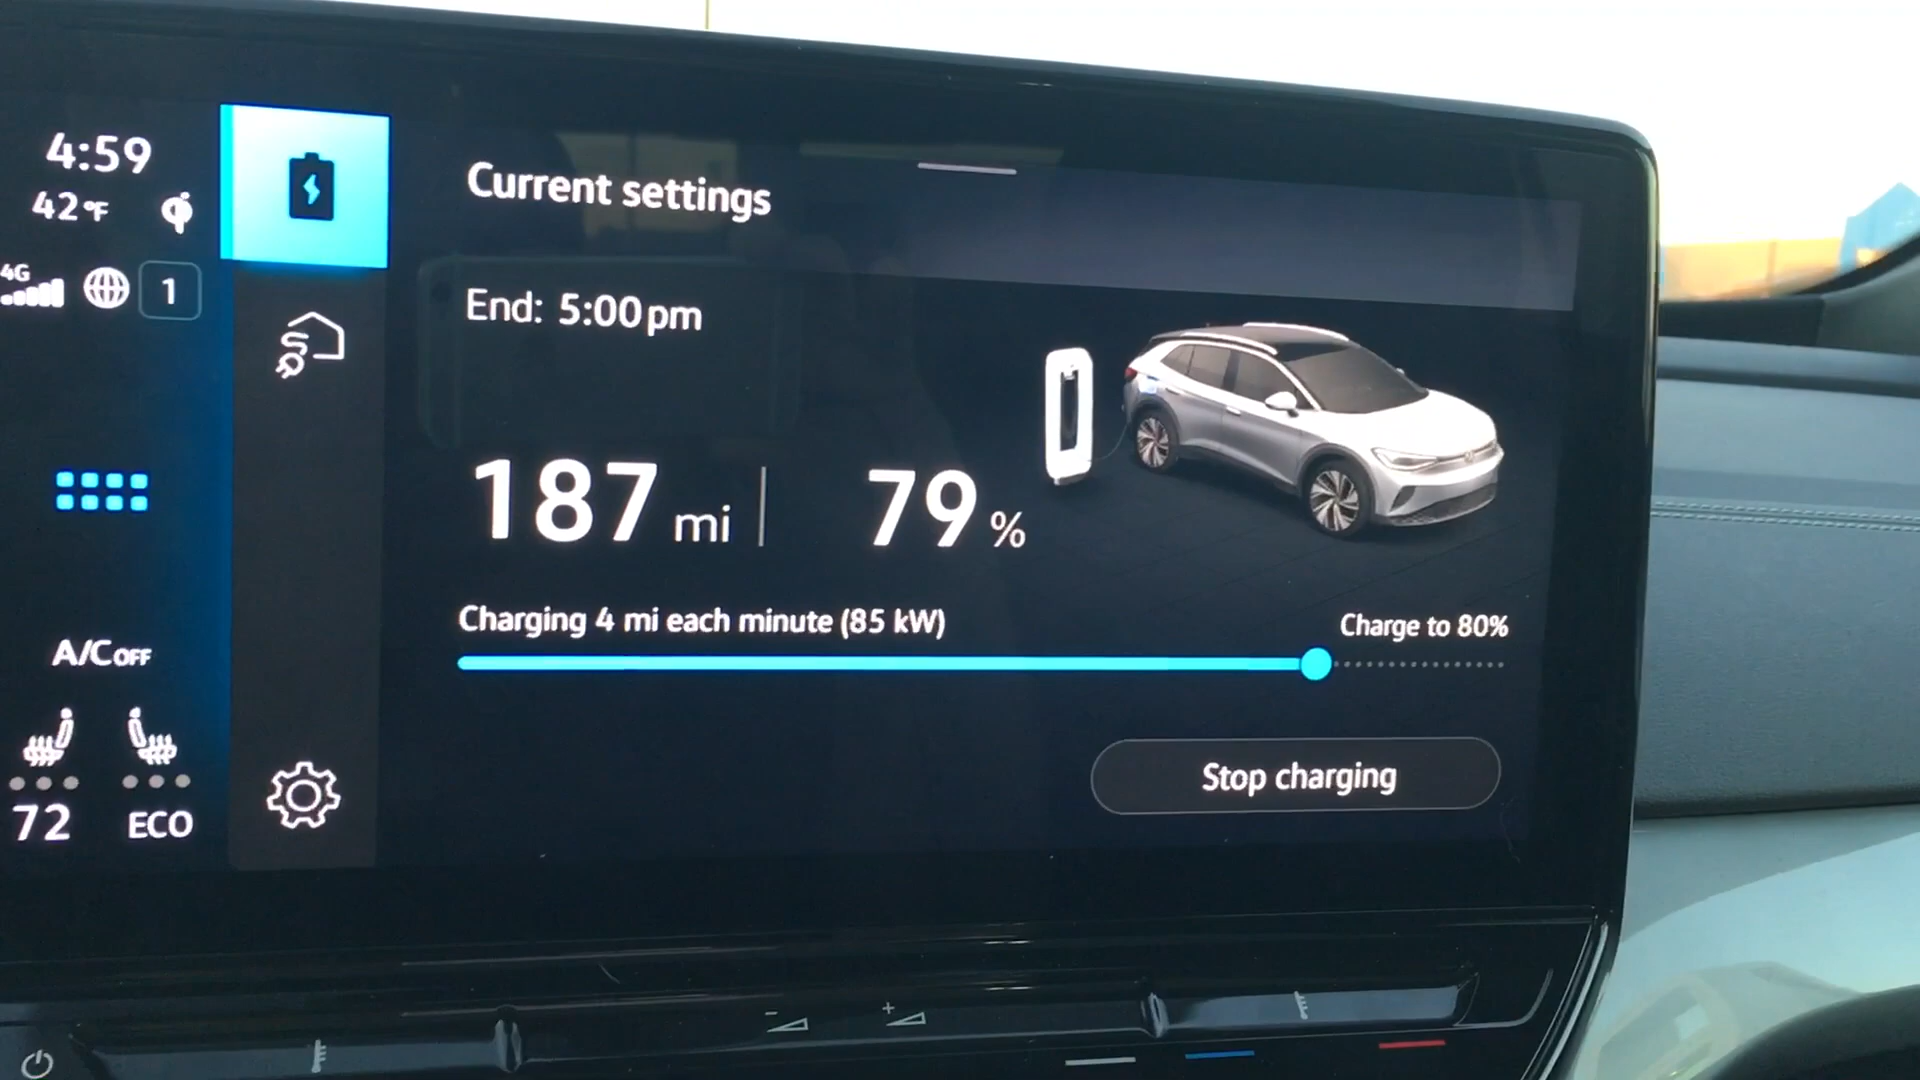 4:59
42°F
4G
1
A/C OFF
72
ECO
Current settings
End: 5:00 pm
187 mi | 79 %
Charging 4 mi each minute (85 kW)
Charge to 80%
Stop charging